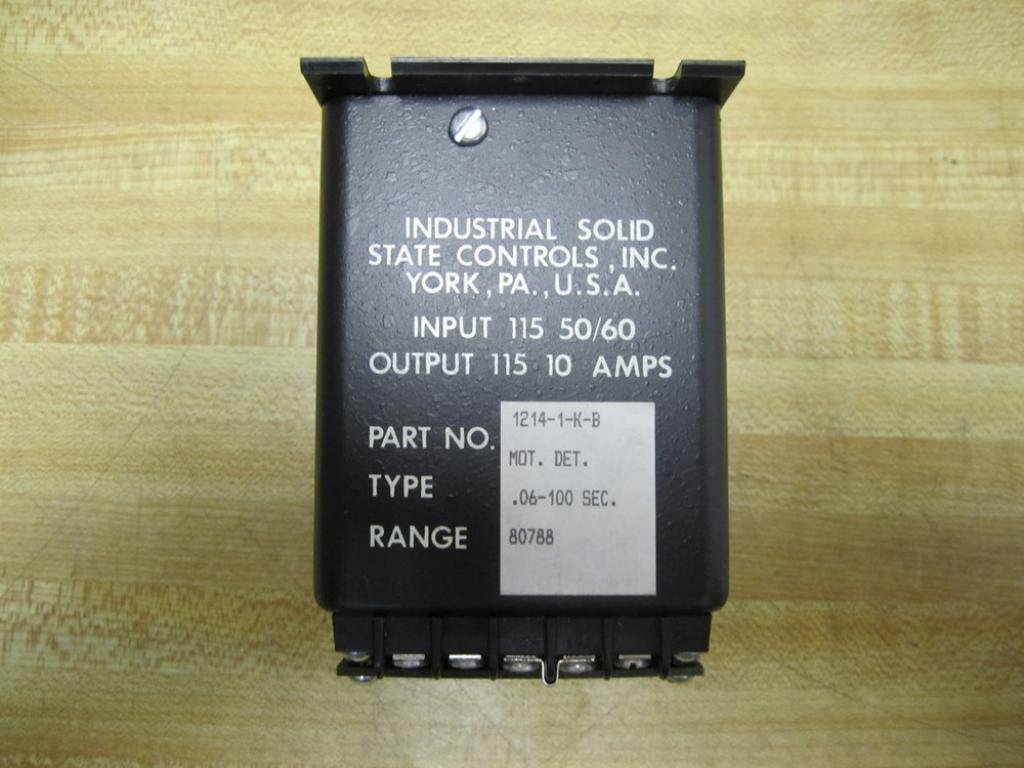 INDUSTRIAL SOLID
STATE CONTROLS, INC.
YORK, PA., U.S.A.
INPUT 115 50/60
OUTPUT 115 10 AMPS
PART NO. 1214-1-K-B
MOT. DET.
TYPE
.06-100 SEC.
RANGE 80788